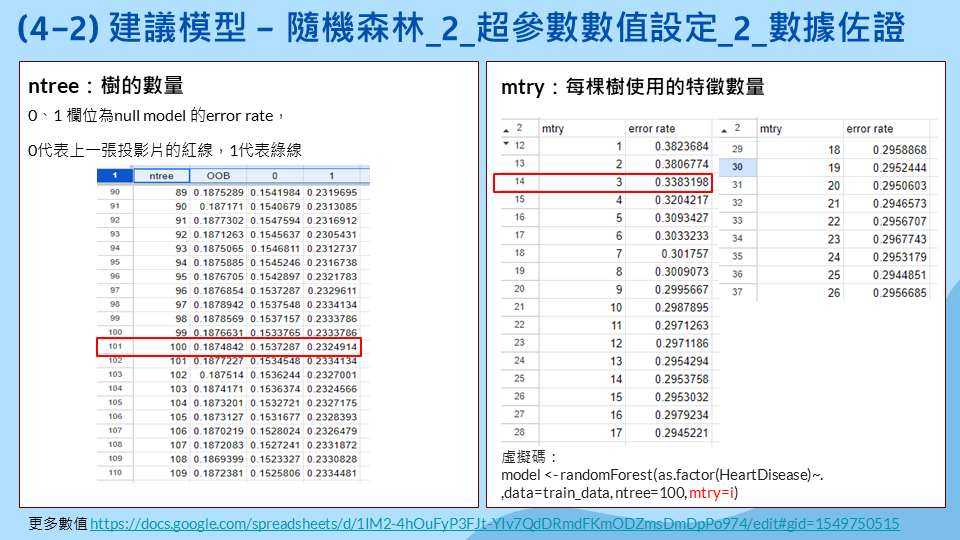 (4–2) 建議模型 – 隨機森林_2_超參數數值設定_2_數據佐證
ntree：樹的數量
0、1 欄位為null model 的error rate，
0代表上一張投影片的紅線，1代表綠線
1 ntree OOB 0 1
90 89 0.1875289 0.1541984 0.2319695
91 90 0.187171 0.1540679 0.2313085
92 91 0.1877302 0.1547594 0.2316912
93 92 0.1871263 0.1545637 0.2305431
94 93 0.1875065 0.1546811 0.2312737
95 94 0.1875885 0.1545246 0.2316738
96 95 0.1876705 0.1542897 0.2321783
97 96 0.1876854 0.1537287 0.2329611
98 97 0.1878942 0.1537548 0.2334134
99 98 0.1878569 0.1537157 0.2333786
100 99 0.1876631 0.1533765 0.2333786
101 100 0.1874842 0.1537287 0.2324914
102 101 0.1877227 0.1534548 0.2334134
103 102 0.187514 0.1536244 0.2327001
104 103 0.1874171 0.1536374 0.2324566
105 104 0.1873201 0.1532721 0.2327175
106 105 0.1873127 0.1531677 0.2328393
107 106 0.1870219 0.1528024 0.2326479
108 107 0.1872083 0.1527241 0.2331872
109 108 0.1869399 0.1523327 0.2330828
110 109 0.1872381 0.1525806 0.2334481
mtry：每棵樹使用的特徵數量
2 mtry error rate
12 1 0.3823684
13 2 0.3806774
14 3 0.3383198
15 4 0.3204217
16 5 0.3093427
17 6 0.3033233
18 7 0.301757
19 8 0.3009073
20 9 0.2995667
21 10 0.2987895
22 11 0.2971263
23 12 0.2971186
24 13 0.2954294
25 14 0.2953758
26 15 0.2953032
27 16 0.2979234
28 17 0.2945221
2 mtry error rate
29 18 0.2958868
30 19 0.2952444
31 20 0.2950603
32 21 0.2946573
33 22 0.2956707
34 23 0.2967743
35 24 0.2953179
36 25 0.2944851
37 26 0.2956685
虛擬碼：
model <- randomForest(as.factor(HeartDisease)~.
,data=train_data, ntree=100, mtry=i)
更多數值 https://docs.google.com/spreadsheets/d/1IM2-4hOuFyP3FJt-YIv7QdDRmdFKmODZmsDmDpPo974/edit#gid=1549750515